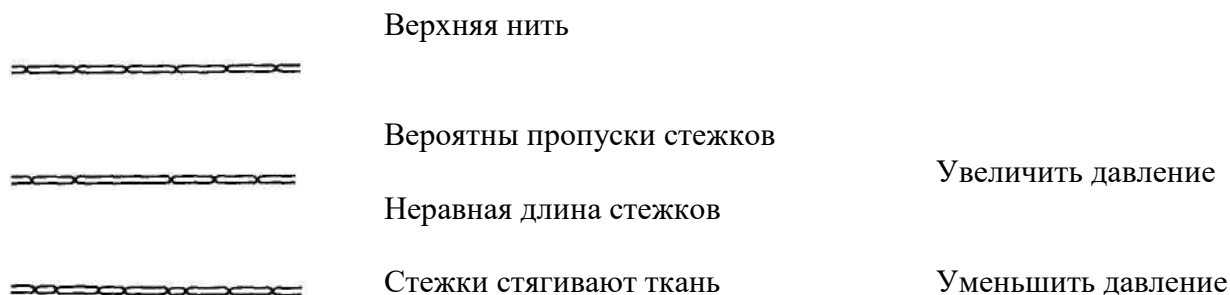 Верхняя нить
Вероятны пропуски стежков
Увеличить давление
Неравная длина стежков
Стежки стягивают ткань
Уменьшить давление